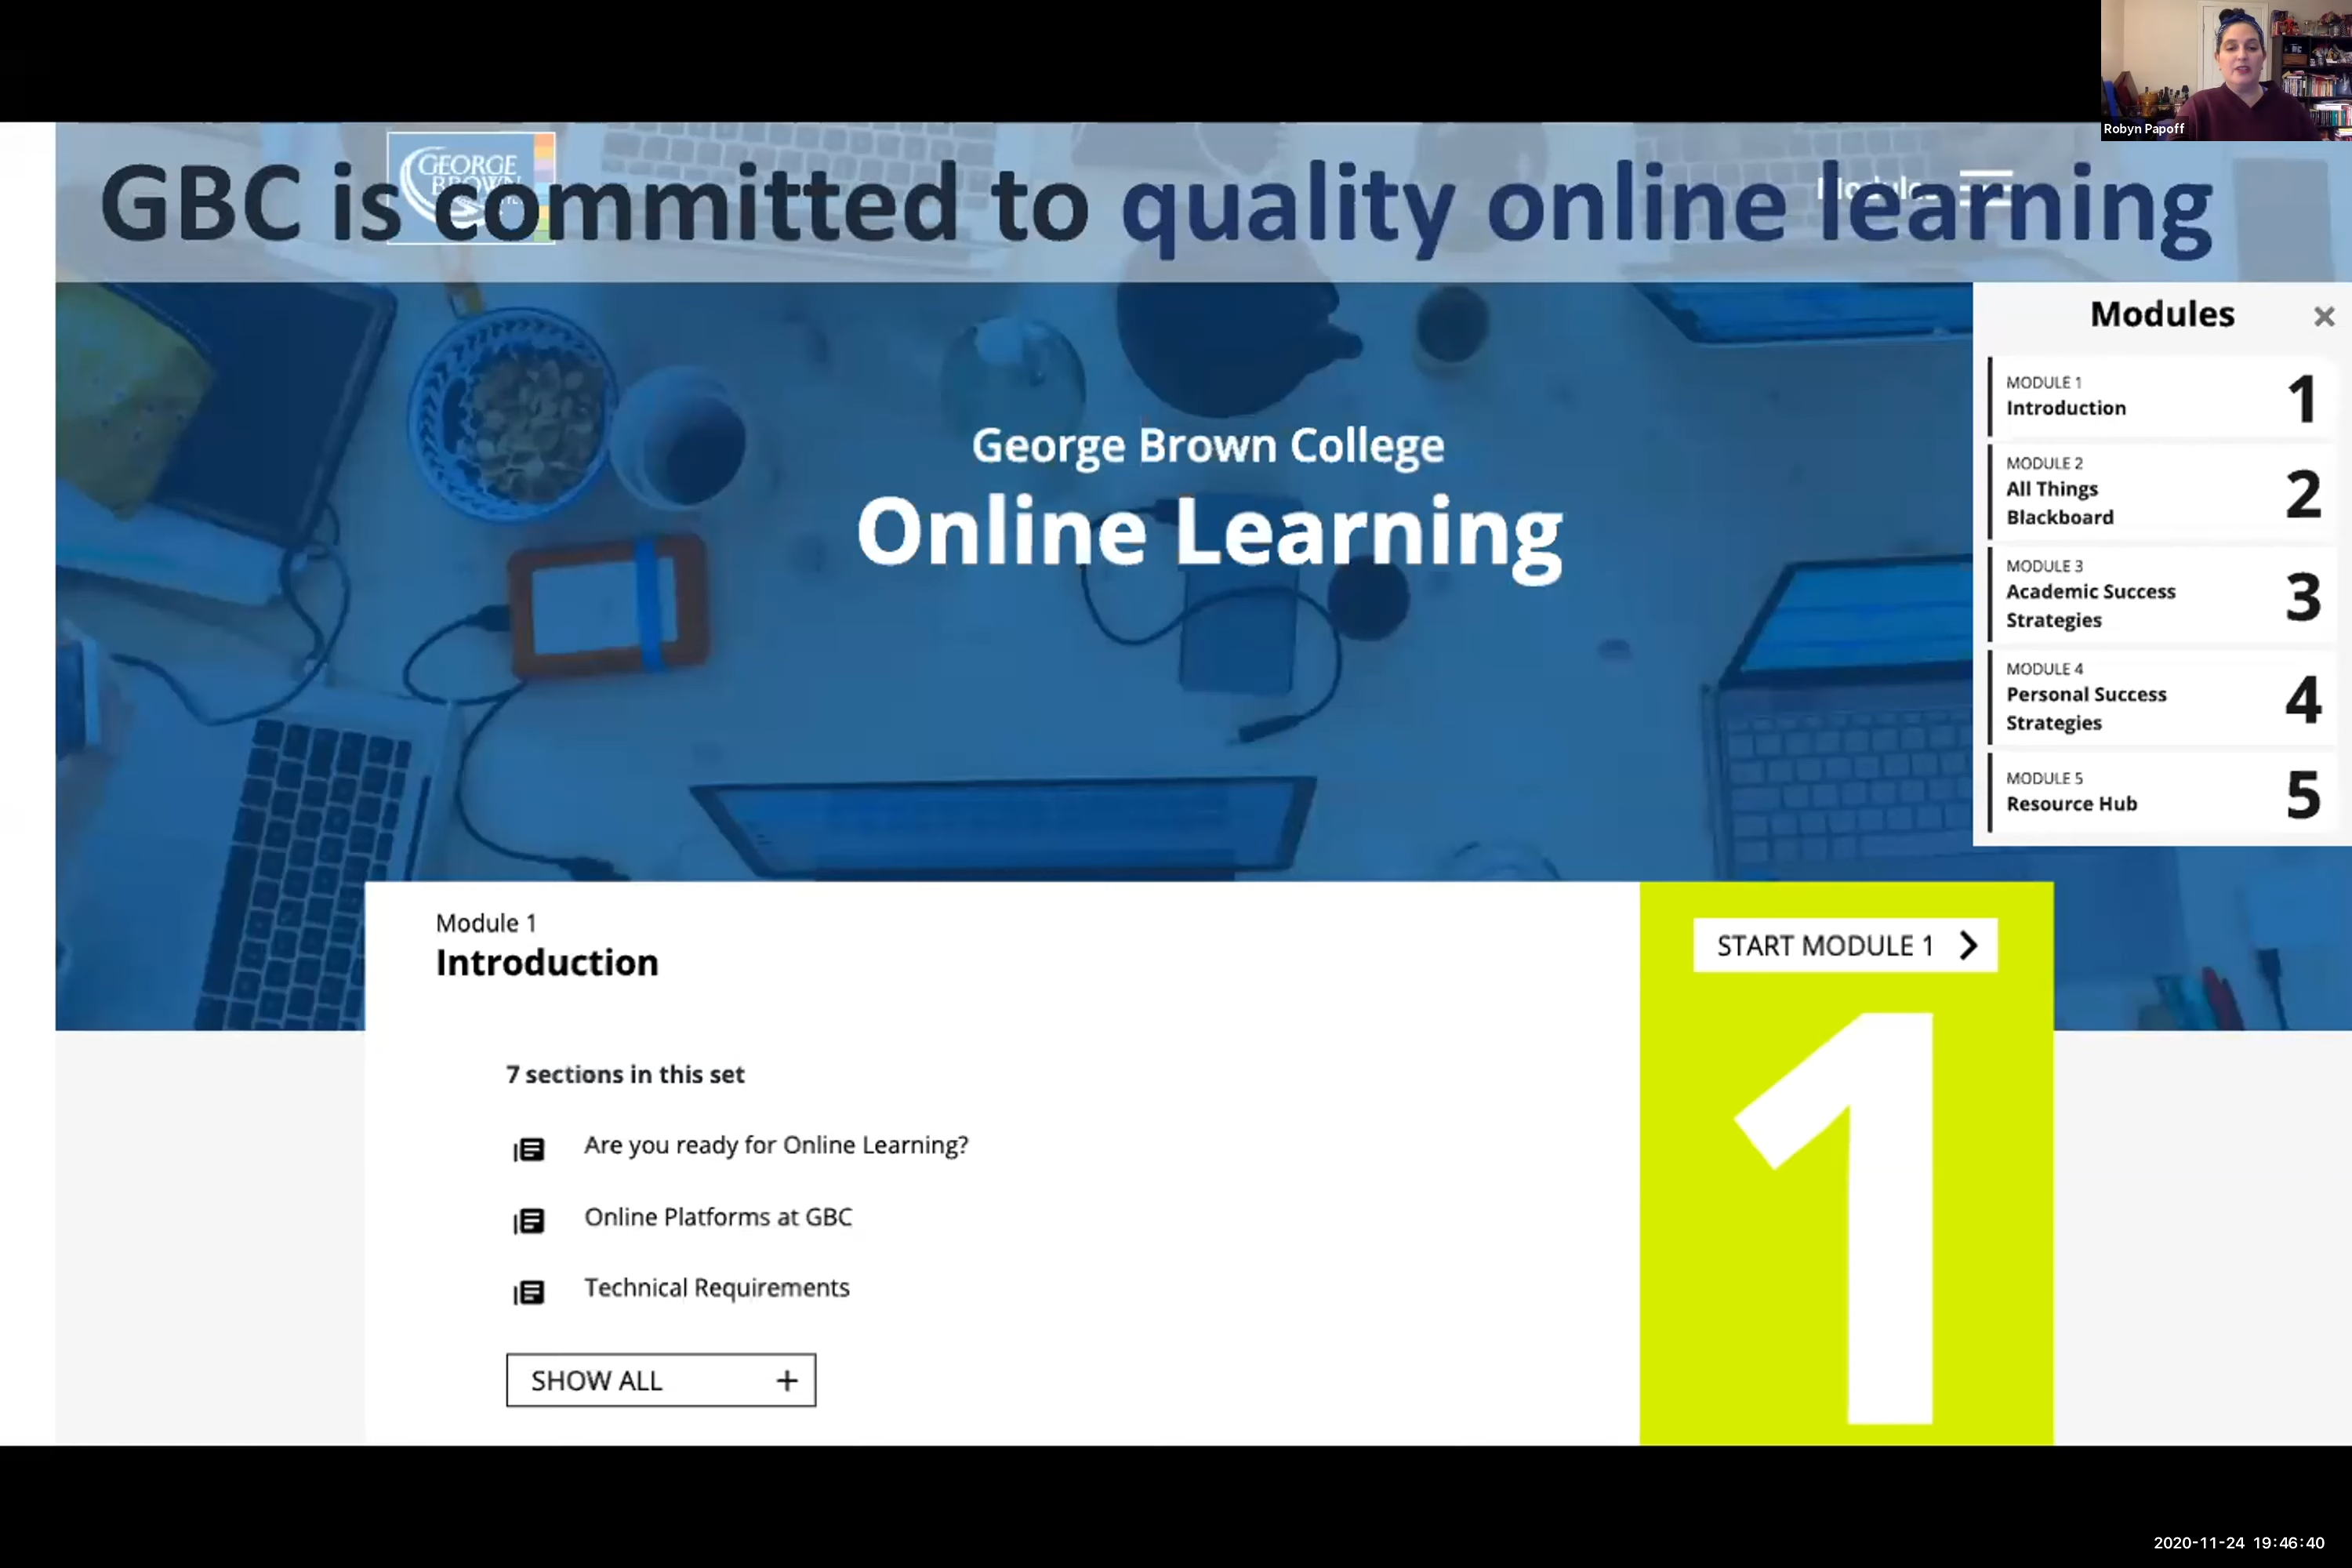 Robyn Papoff
GEORGE
BROWN
GBC is committed to quality online learning
Modules
MODULE 1
Introduction
1
MODULE 2
All Things
Blackboard
2
MODULE 3
Academic Success
Strategies
3
MODULE 4
Personal Success
Strategies
4
MODULE 5
Resource Hub
5
George Brown College
Online Learning
Module 1
Introduction
START MODULE 1
1
7 sections in this set
Are you ready for Online Learning?
Online Platforms at GBC
Technical Requirements
SHOW ALL +
2020-11-24 19:46:40